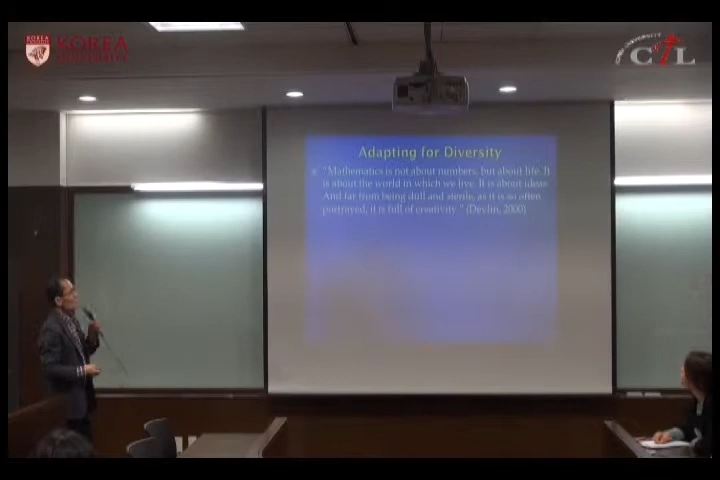 KOREA
UNIVERSITY
KOREA UNIVERSITY
CTL
Adapting for Diversity
"Mathematics is not about numbers, but about life. It
is about the world in which we live. It is about ideas.
And far from being dull and sterile, as it is so often
portrayed, it is full of creativity." (Devlin, 2000)